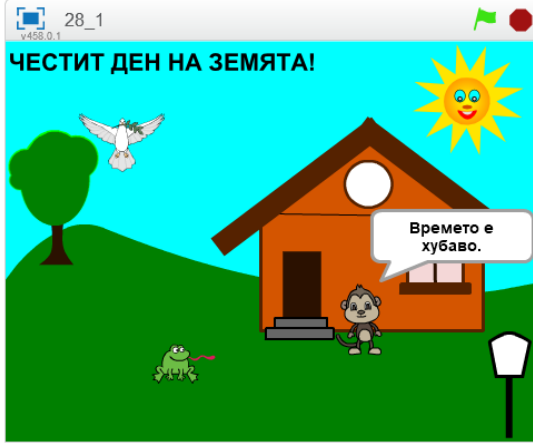 28_1
v458.0.1
ЧЕСТИТ ДЕН НА ЗЕМЯТА!
Времето е
хубаво.